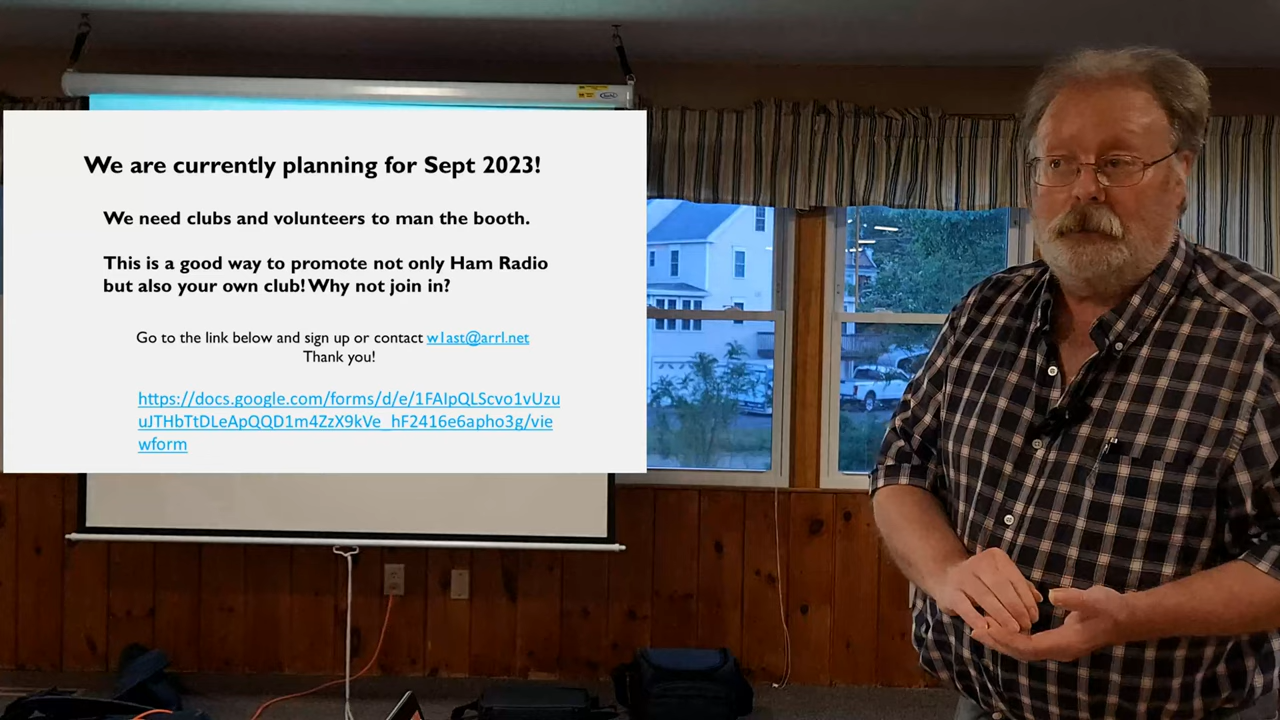 We are currently planning for Sept 2023!
We need clubs and volunteers to man the booth.
This is a good way to promote not only Ham Radio
but also your own club! Why not join in?
Go to the link below and sign up or contact w1ast@arrl.net
Thank you!
https://docs.google.com/forms/d/e/1FAIpQLScvo1vUzu
uJTHbTtDLeApQQD1m4ZzX9kVe_hF2416e6apho3g/vie
wform